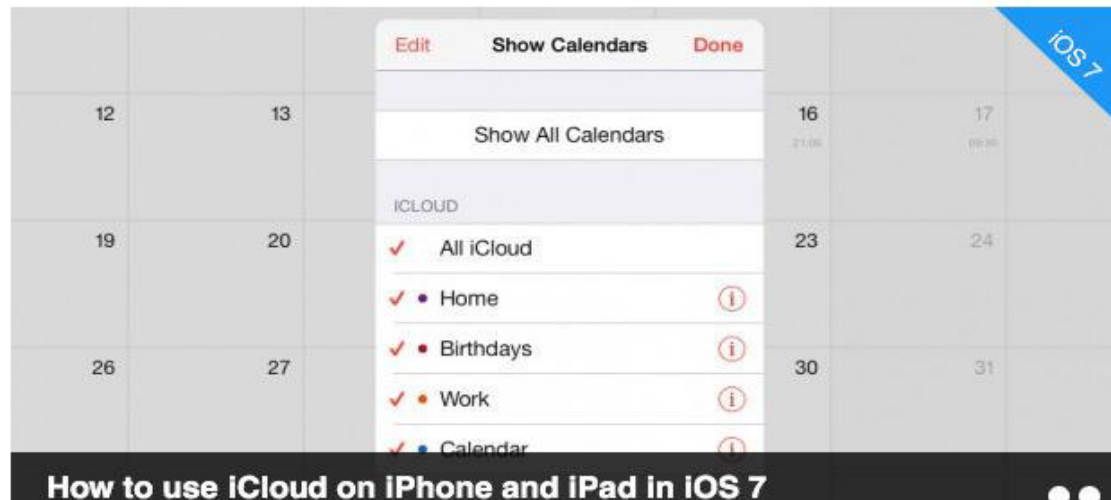 Edit Show Calendars Done
iOS 7
12 13 16 17
Show All Calendars
21:00
ICLOUD
19 20 All iCloud 23 24
Home
Birthdays
26 27 30 31
Work
Calendar
How to use iCloud on iPhone and iPad in iOS 7